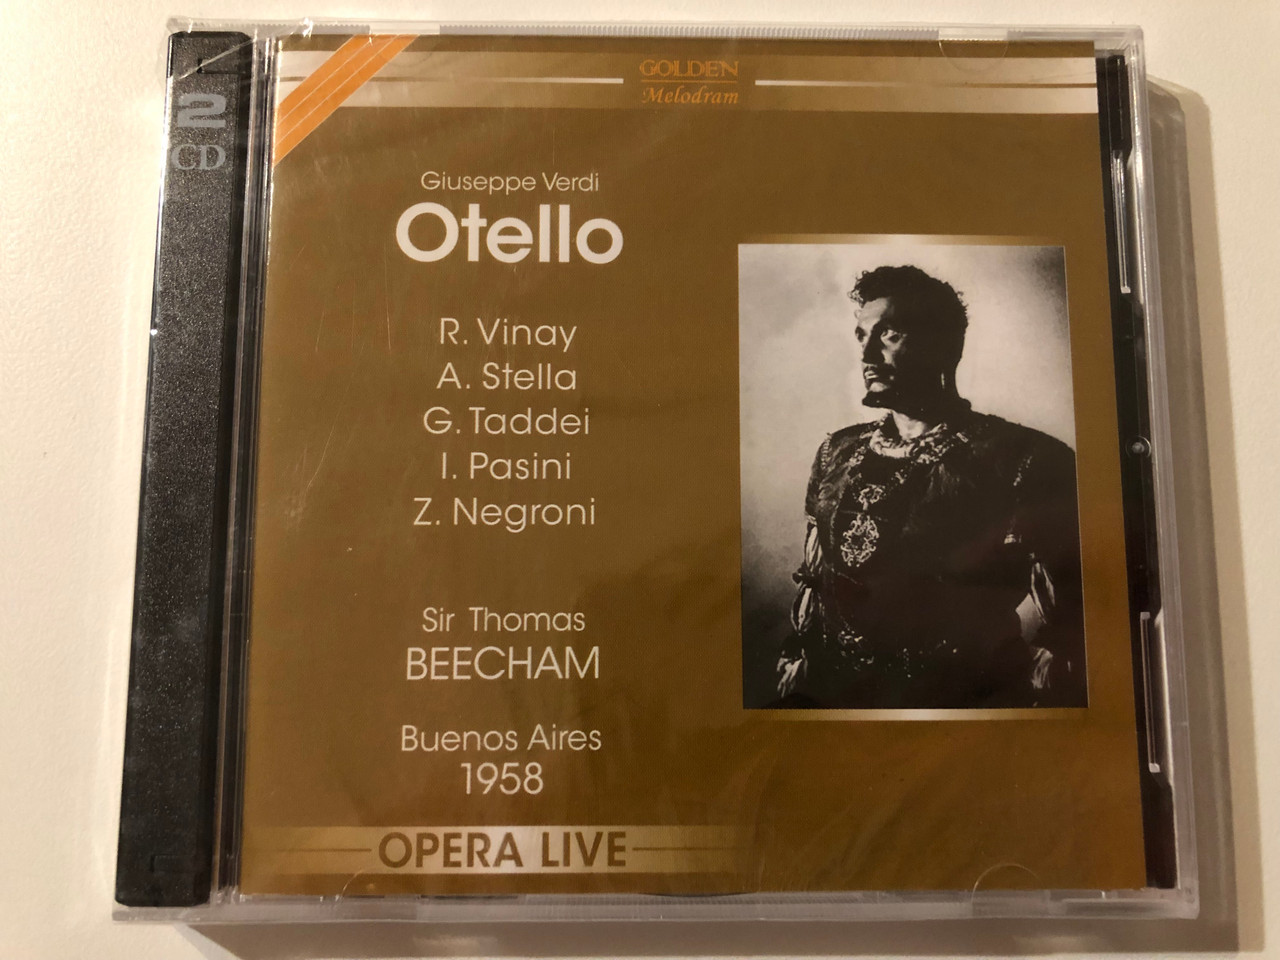 2
CD
GOLDEN
Melodram
Giuseppe Verdi
Otello
R. Vinay
A. Stella
G. Taddei
I. Pasini
Z. Negroni
Sir Thomas
BEECHAM
Buenos Aires
1958
OPERA LIVE